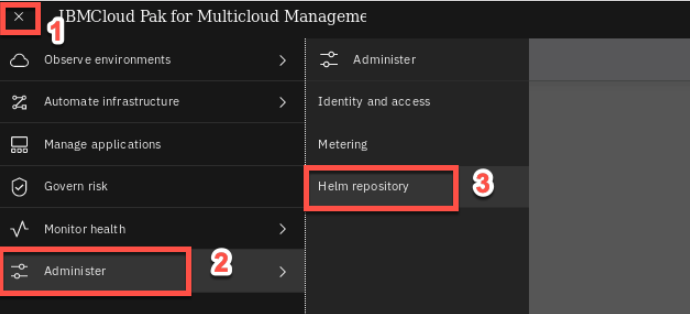 IBMCloud Pak for Multicloud Manageme
1
Observe environments
Automate infrastructure
Manage applications
Govern risk
Monitor health
Administer
2
Administer
Identity and access
Metering
Helm repository
3